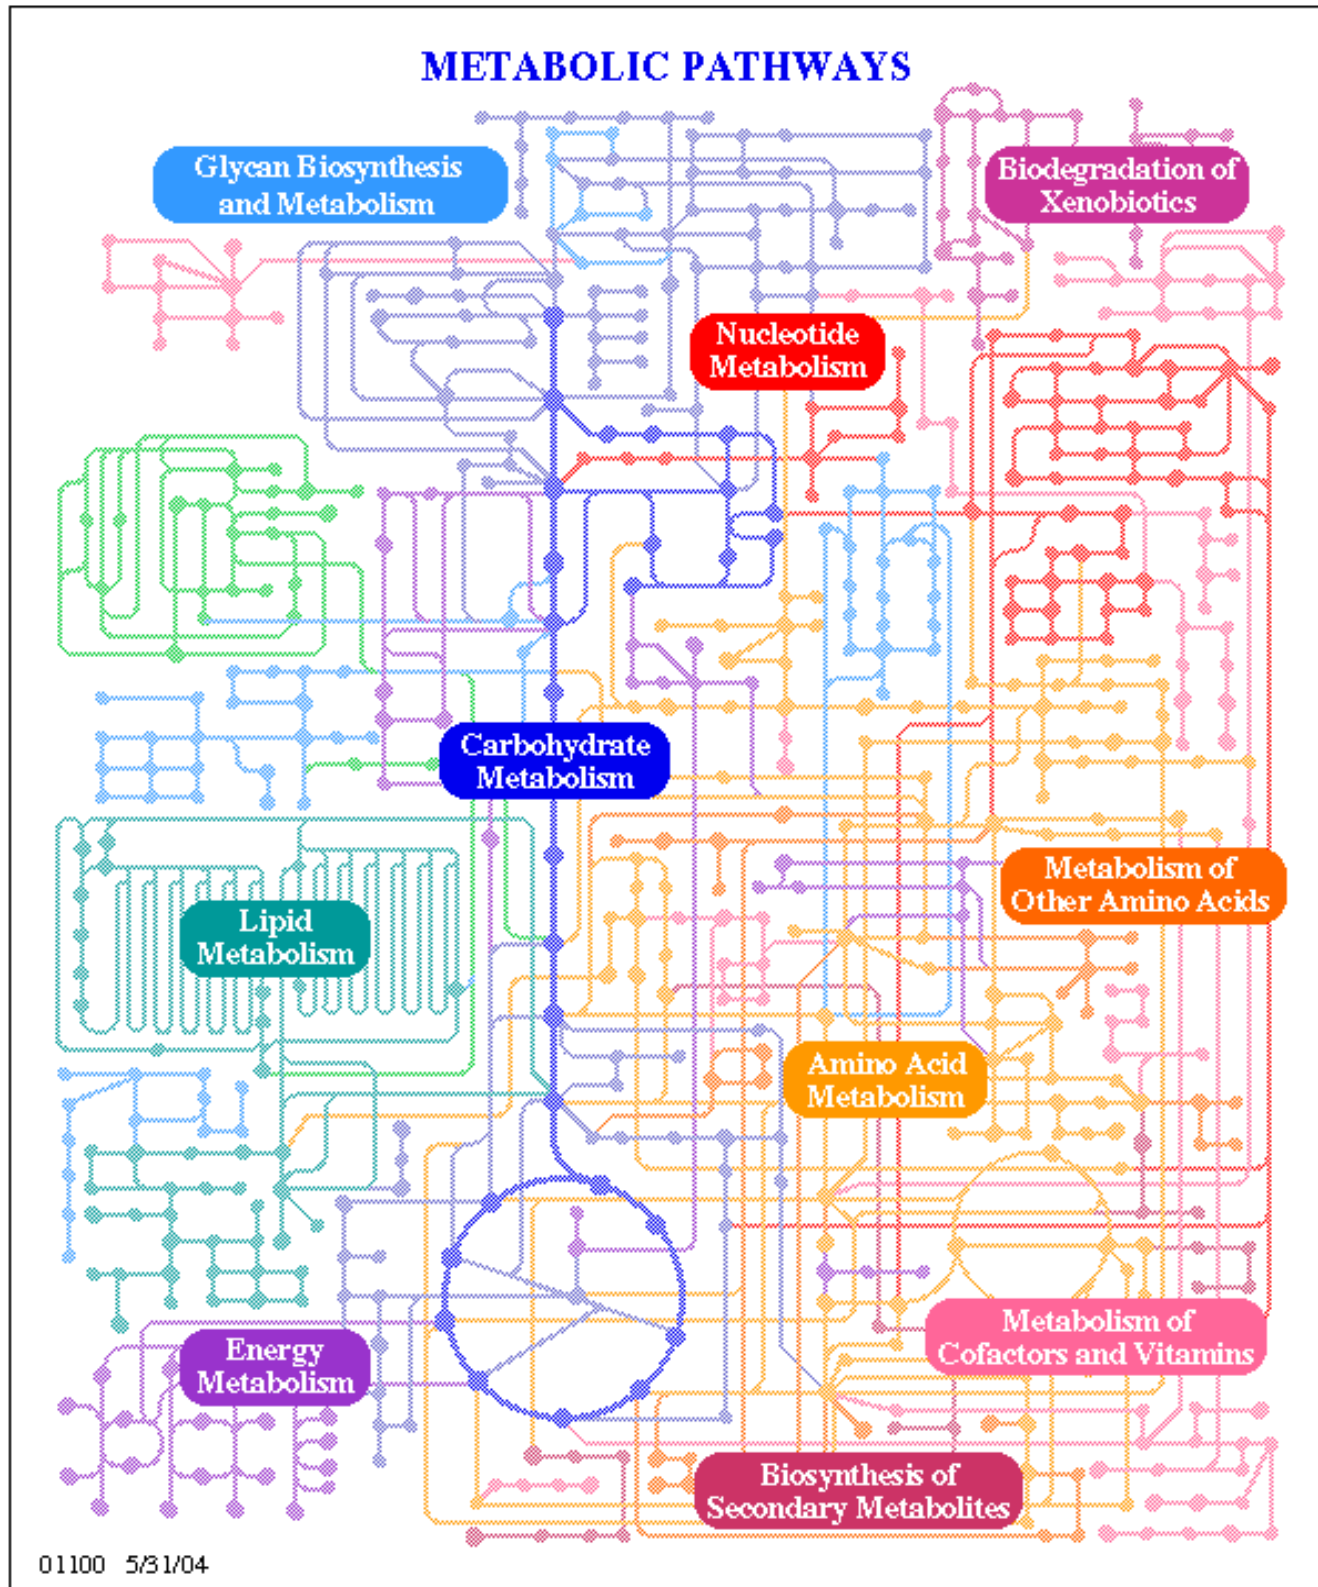 METABOLIC PATHWAYS
Glycan Biosynthesis
and Metabolism
Biodegradation of
Xenobiotics
Nucleotide
Metabolism
Carbohydrate
Metabolism
Metabolism of
Other Amino Acids
Lipid
Metabolism
Amino Acid
Metabolism
Metabolism of
Cofactors and Vitamins
Energy
Metabolism
Biosynthesis of
Secondary Metabolites
01100 5/31/04